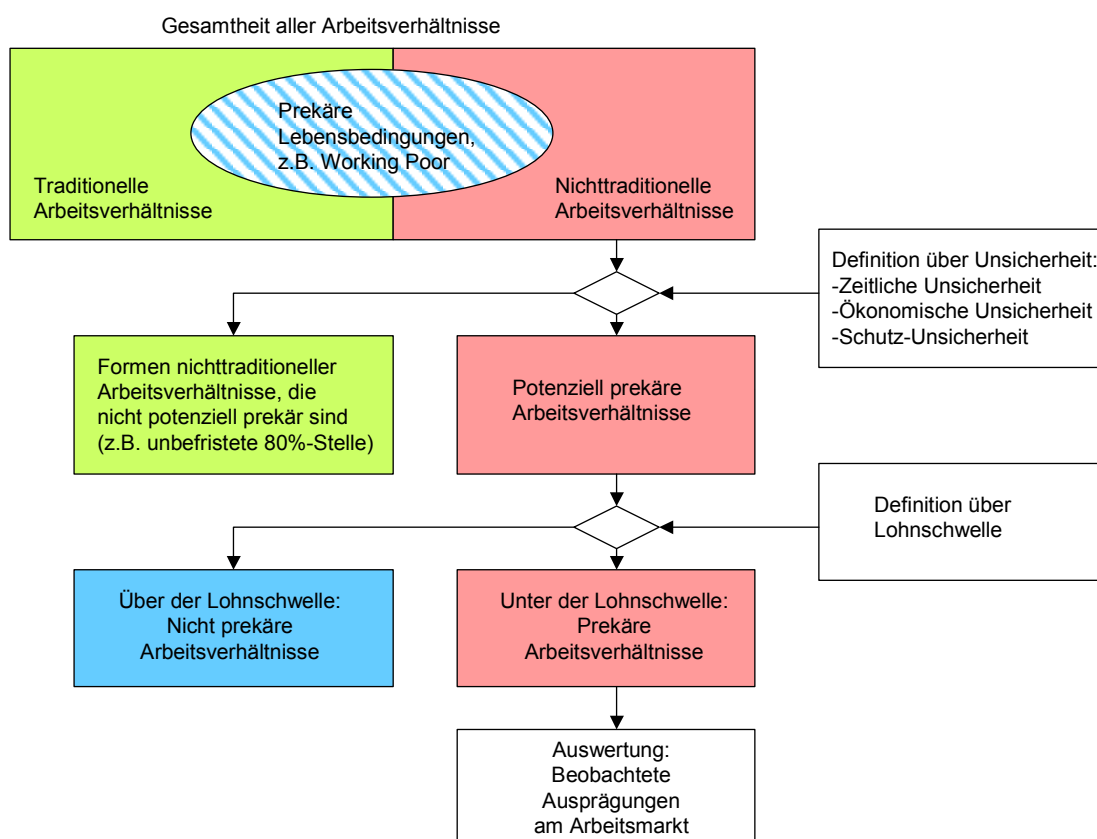 Gesamtheit aller Arbeitsverhältnisse
Prekäre
Lebensbedingungen,
z.B. Working Poor
Traditionelle
Arbeitsverhältnisse
Nichttraditionelle
Arbeitsverhältnisse
Definition über Unsicherheit:
-Zeitliche Unsicherheit
-Ökonomische Unsicherheit
-Schutz-Unsicherheit
Formen nichttraditioneller
Arbeitsverhältnisse, die
nicht potenziell prekär sind
(z.B. unbefristete 80%-Stelle)
Potenziell prekäre
Arbeitsverhältnisse
Definition über
Lohnschwelle
Über der Lohnschwelle:
Nicht prekäre
Arbeitsverhältnisse
Unter der Lohnschwelle:
Prekäre
Arbeitsverhältnisse
Auswertung:
Beobachtete
Ausprägungen
am Arbeitsmarkt